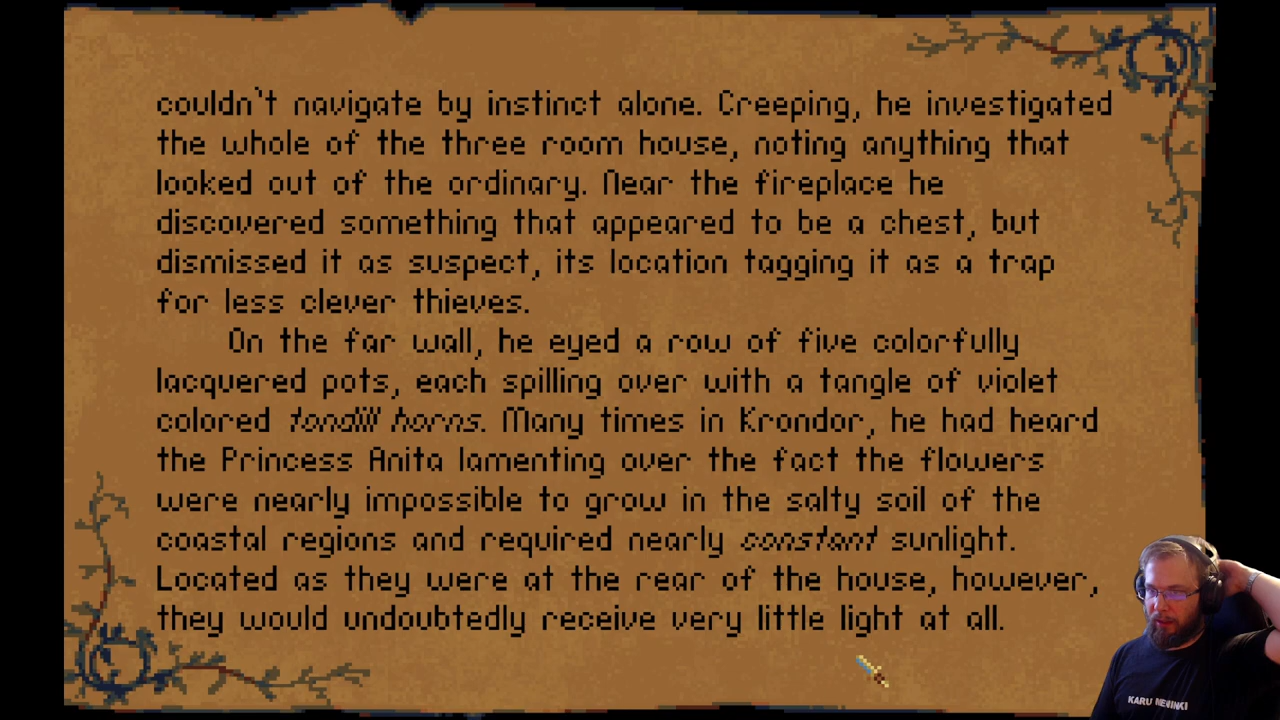 couldn't navigate by instinct alone. Creeping, he investigated
the whole of the three room house, noting anything that
looked out of the ordinary. Near the fireplace he
discovered something that appeared to be a chest, but
dismissed it as suspect, its location tagging it as a trap
for less clever thieves.
On the far wall, he eyed a row of five colorfully
lacquered pots, each spilling over with a tangle of violet
colored horns. Many times in Krondor, he had heard
the Princess Anita lamenting over the fact the flowers
were nearly impossible to grow in the salty soil of the
coastal regions and required nearly constant sunlight.
Located as they were at the rear of the house, however,
they would undoubtedly receive very little light at all.